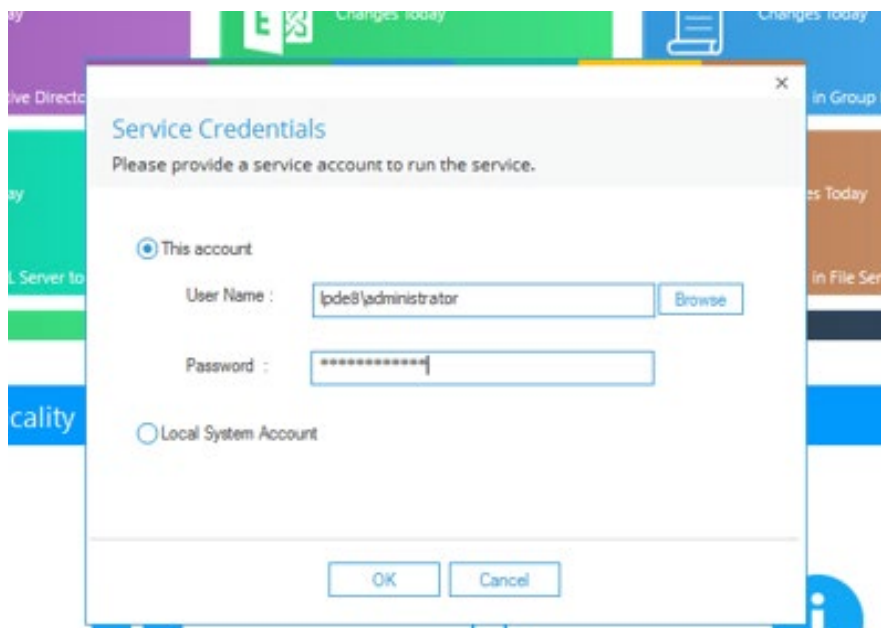 Changes Today
Changes Today
Service Credentials
Please provide a service account to run the service.
This account
User Name :
lpde8\administrator
Browse
Password :
************
Local System Account
OK
Cancel
ive Directo
in Group
ay
es Today
L Server to
in File Ser
cality